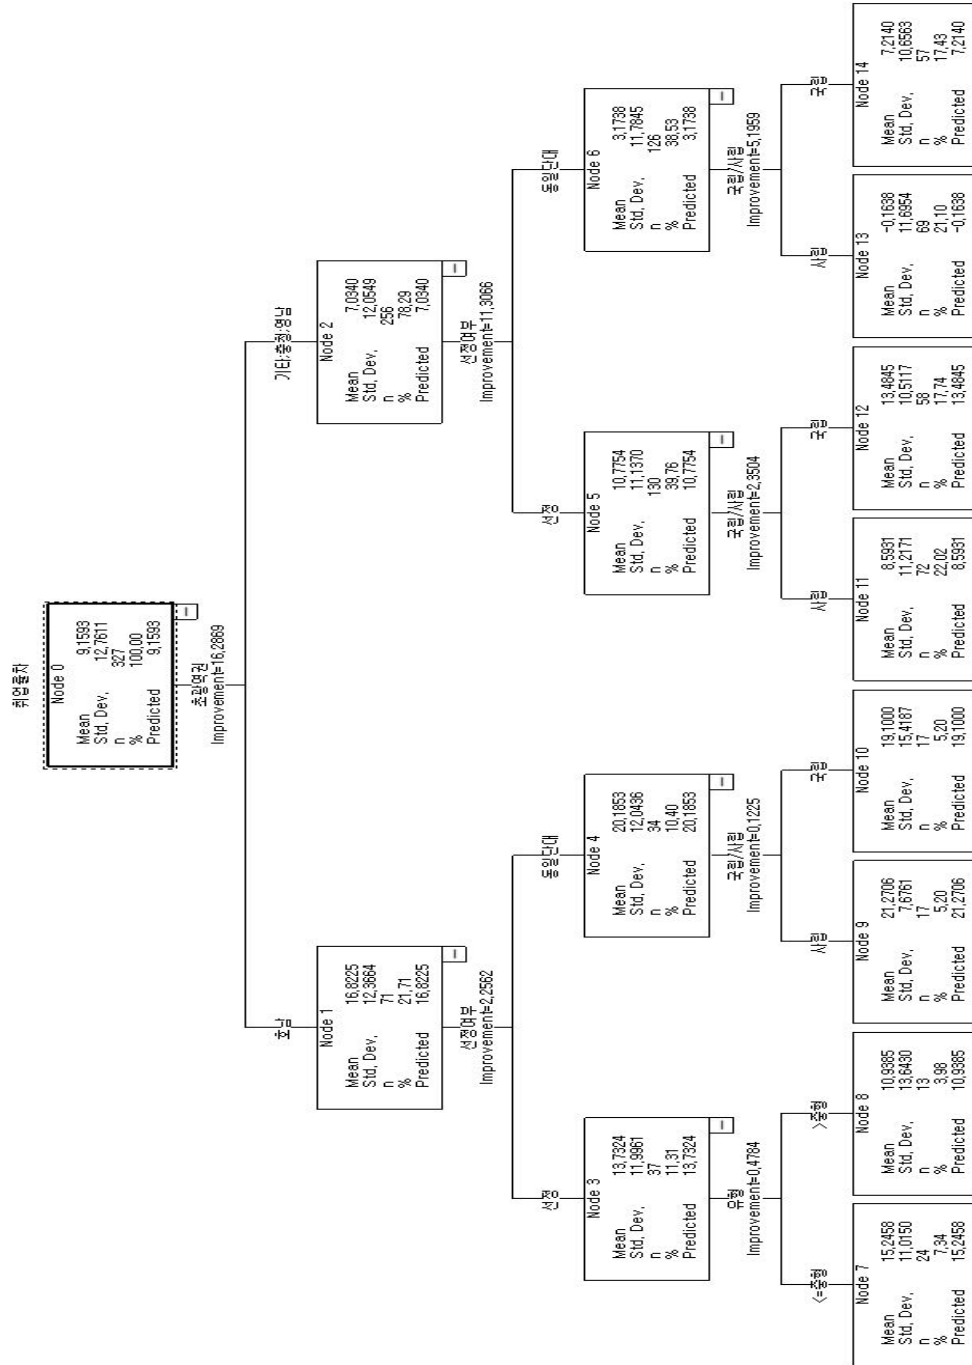 취업률차
Node 0
Mean 9,1593
Std, Dev, 12,7611
n 327
% 100,00
Predicted 9,1593
초광역권
Improvement=16,2869
호남
기타;충청;영남
Node 1
Mean 16,8225
Std, Dev, 12,3664
n 71
% 21,71
Predicted 16,8225
선정여부
Improvement=2,2562
Node 2
Mean 7,0340
Std, Dev, 12,0549
n 256
% 78,29
Predicted 7,0340
선정여부
Improvement=11,3066
선정
동일단대
선정
동일단대
Node 3
Mean 13,7324
Std, Dev, 11,9961
n 37
% 11,31
Predicted 13,7324
유형
Improvement=0,4784
Node 4
Mean 20,1853
Std, Dev, 12,0436
n 34
% 10,40
Predicted 20,1853
국립/사립
Improvement=0,1225
Node 5
Mean 10,7754
Std, Dev, 11,1370
n 130
% 39,76
Predicted 10,7754
국립/사립
Improvement=2,3504
Node 6
Mean 3,1738
Std, Dev, 11,7845
n 126
% 38,53
Predicted 3,1738
국립/사립
Improvement=5,1959
<=중형
>중형
사립
국립
사립
국립
사립
국립
Node 7
Mean 15,2458
Std, Dev, 11,0150
n 24
% 7,34
Predicted 15,2458
Node 8
Mean 10,9385
Std, Dev, 13,6430
n 13
% 3,98
Predicted 10,9385
Node 9
Mean 21,2706
Std, Dev, 7,6761
n 17
% 5,20
Predicted 21,2706
Node 10
Mean 19,1000
Std, Dev, 15,4187
n 17
% 5,20
Predicted 19,1000
Node 11
Mean 8,5931
Std, Dev, 11,2171
n 72
% 22,02
Predicted 8,5931
Node 12
Mean 13,4845
Std, Dev, 10,5117
n 58
% 17,74
Predicted 13,4845
Node 13
Mean -0,1638
Std, Dev, 11,6954
n 69
% 21,10
Predicted -0,1638
Node 14
Mean 7,2140
Std, Dev, 10,6563
n 57
% 17,43
Predicted 7,2140